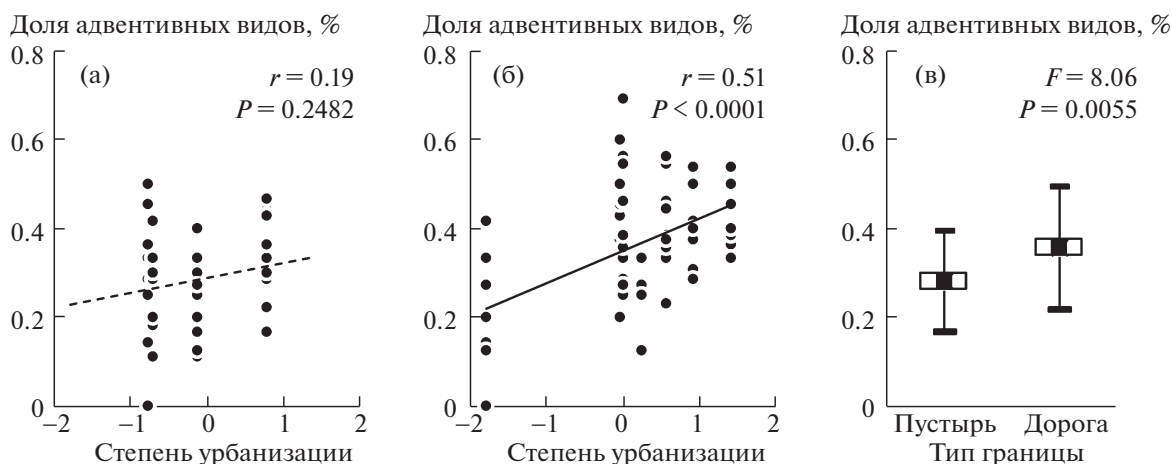 Доля адвентивных видов, %
0.8
0.6
0.4
0.2
0
(а)
r = 0.19
P = 0.2482
−2
−1
0
1
2
Степень урбанизации
Доля адвентивных видов, %
0.8
0.6
0.4
0.2
0
(б)
r = 0.51
P < 0.0001
−2
−1
0
1
2
Степень урбанизации
Доля адвентивных видов, %
0.8
0.6
0.4
0.2
0
(в)
F = 8.06
P = 0.0055
Пустырь
Дорога
Тип границы